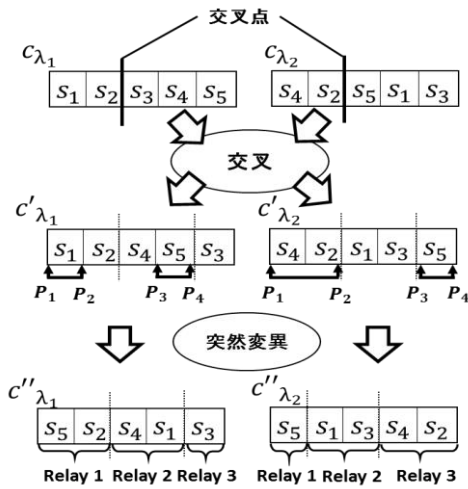 交叉点
c_λ1 c_λ2
s1 s2 s3 s4 s5 s4 s2 s5 s1 s3
交叉
c'_λ1 c'_λ2
s1 s2 s4 s5 s3 s4 s2 s1 s3 s5
P1 P2 P3 P4 P1 P2 P3 P4
突然変異
c''_λ1 c''_λ2
s5 s2 s4 s1 s3 s5 s1 s3 s4 s2
Relay 1 Relay 2 Relay 3 Relay 1 Relay 2 Relay 3